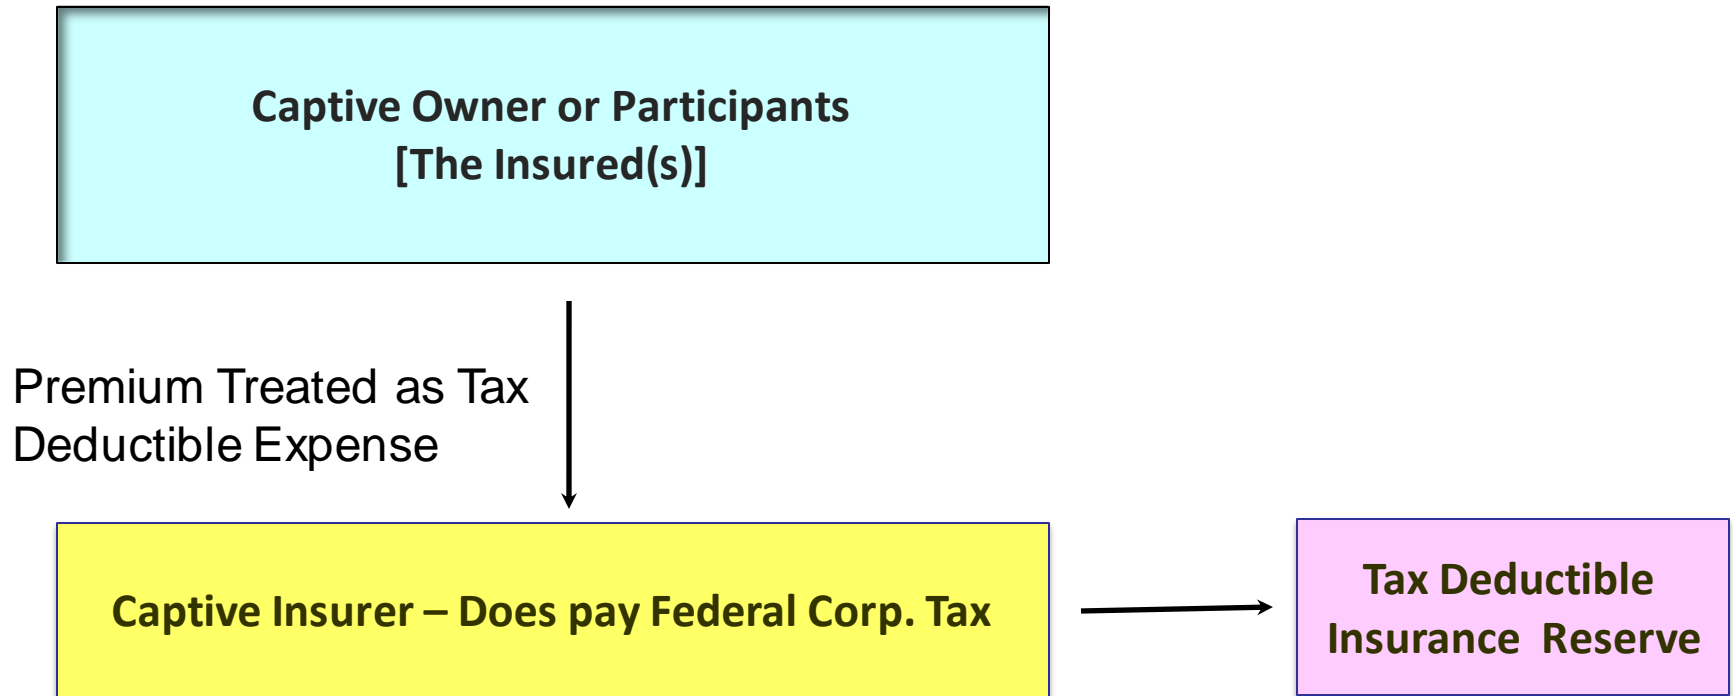 Captive Owner or Participants
[The Insured(s)]
Premium Treated as Tax
Deductible Expense
Captive Insurer – Does pay Federal Corp. Tax
Tax Deductible
Insurance Reserve